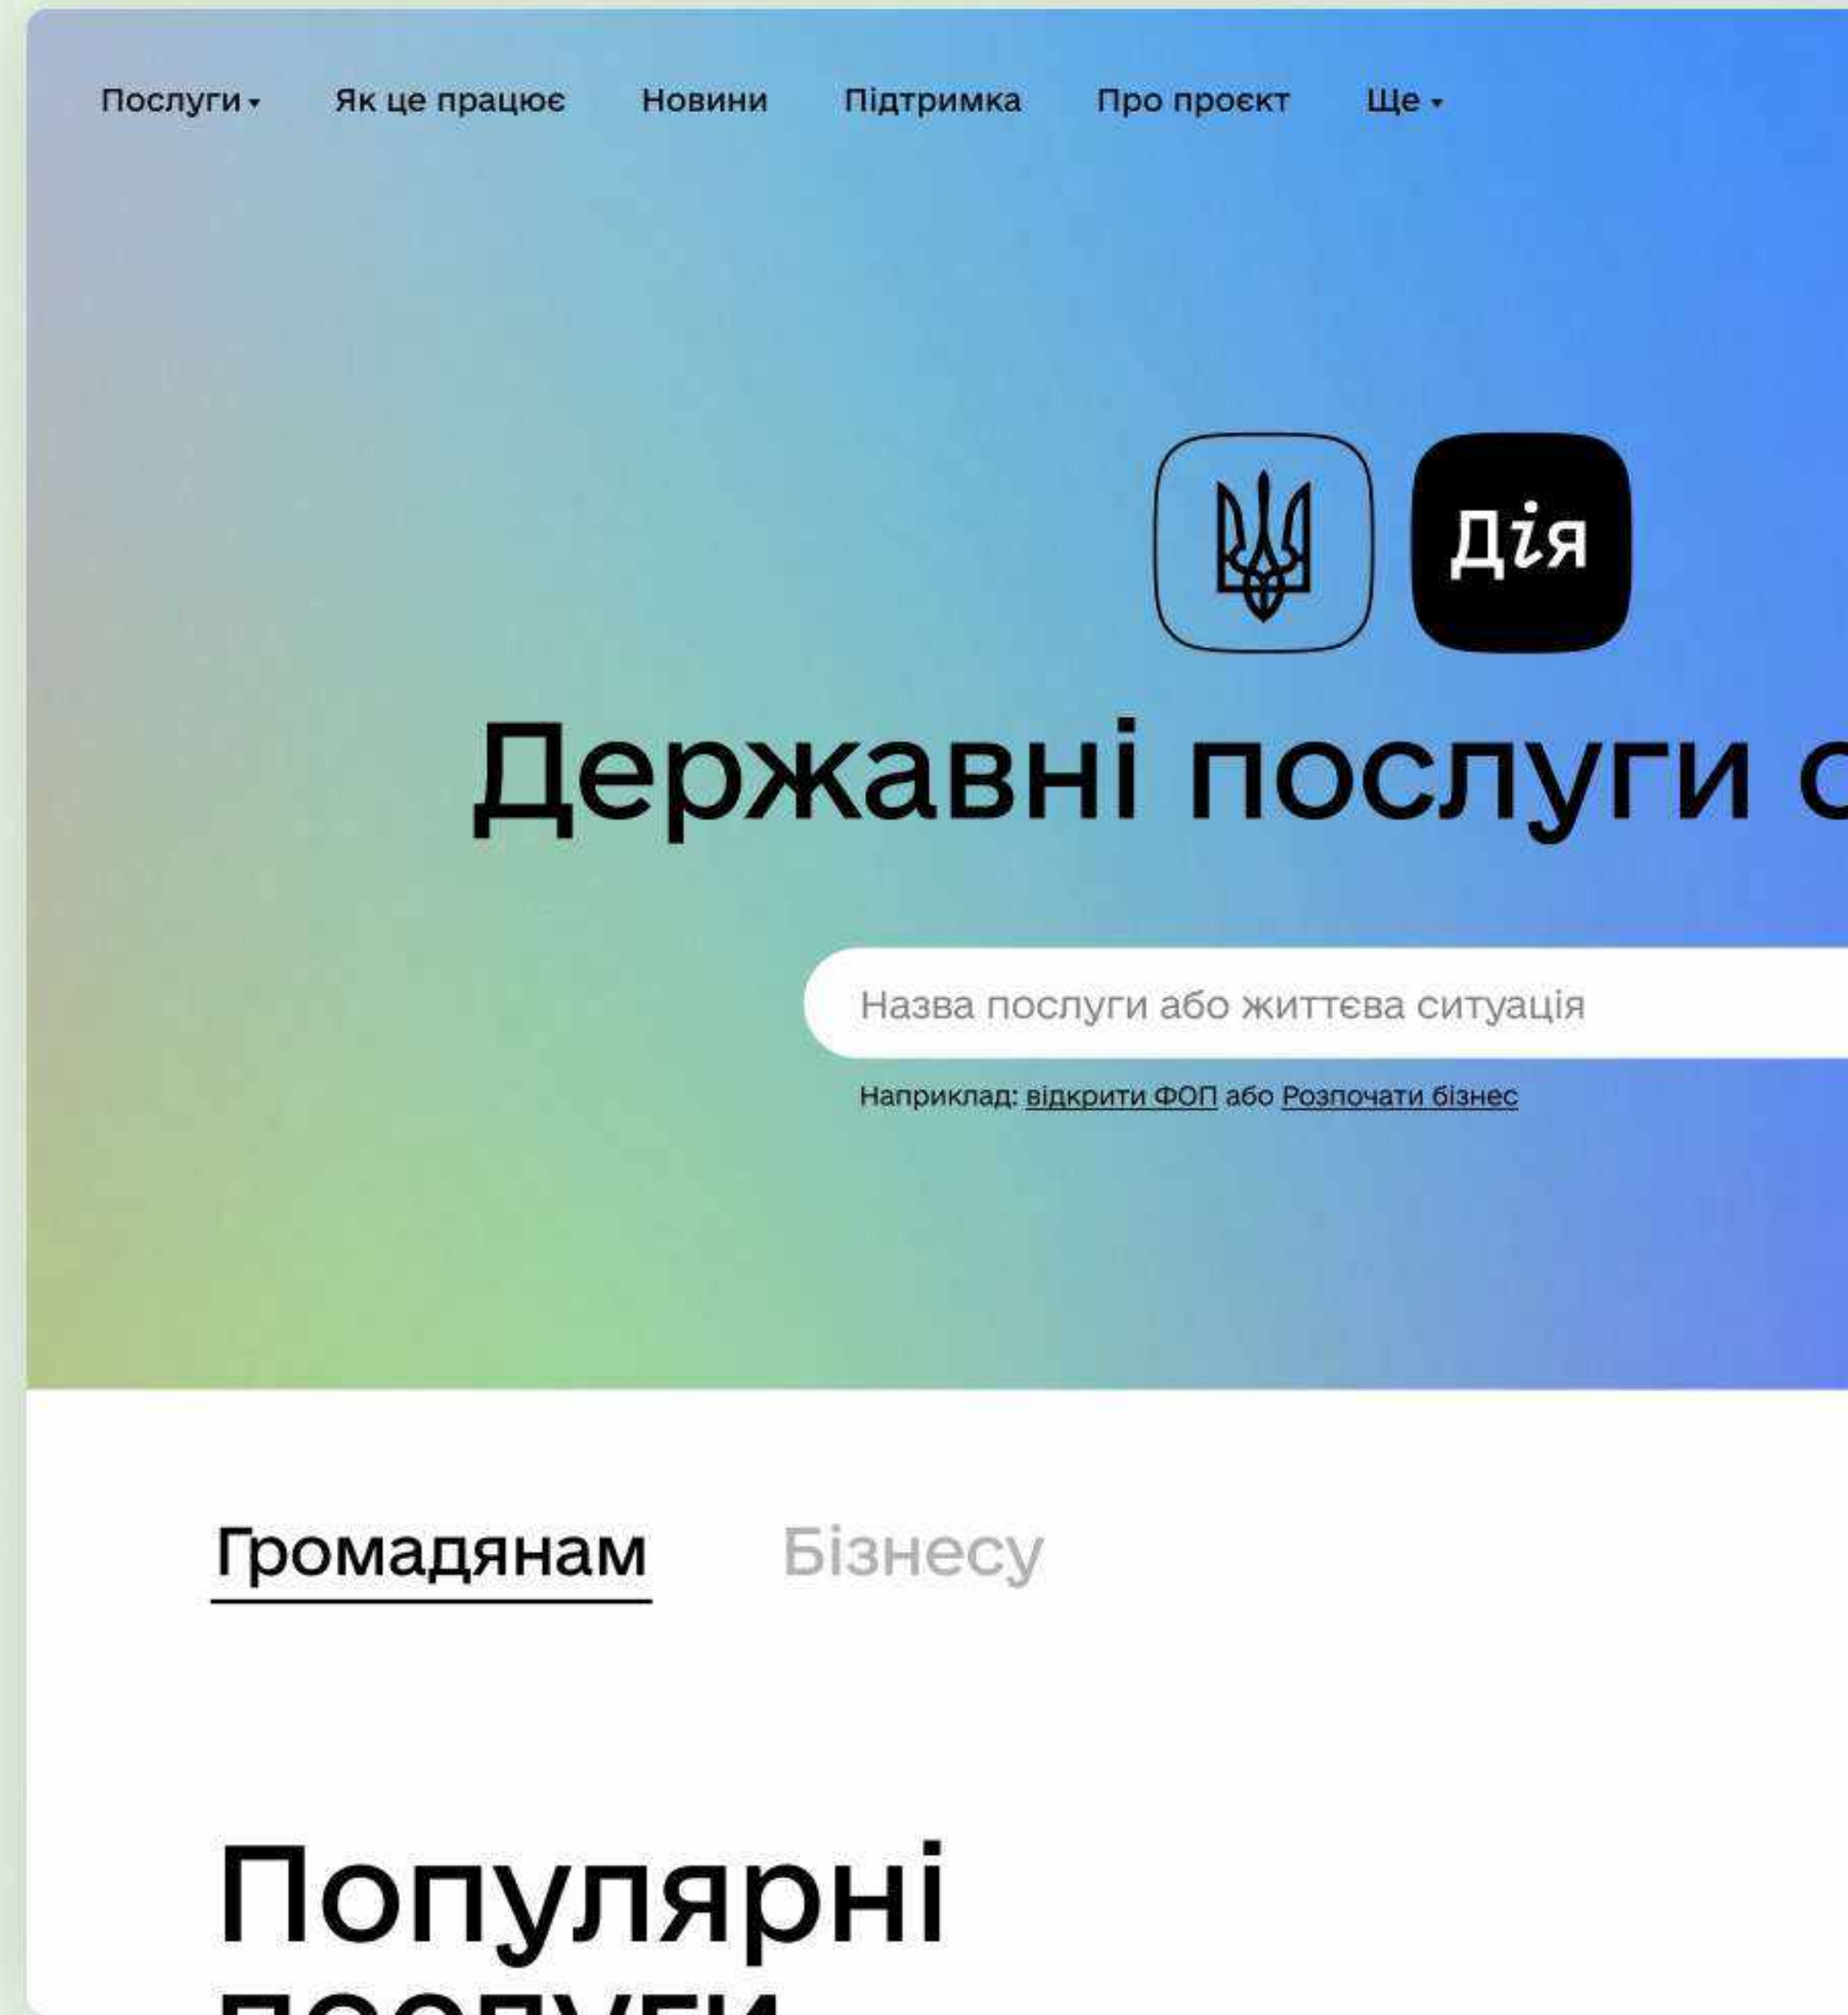 Послуги Як це працює Новини Підтримка Про проєкт Ще
Дія
Державні послуги
Назва послуги або життєва ситуація
Наприклад: відкрити ФОП або Розпочати бізнес
Громадянам Бізнесу
Популярні
послуги